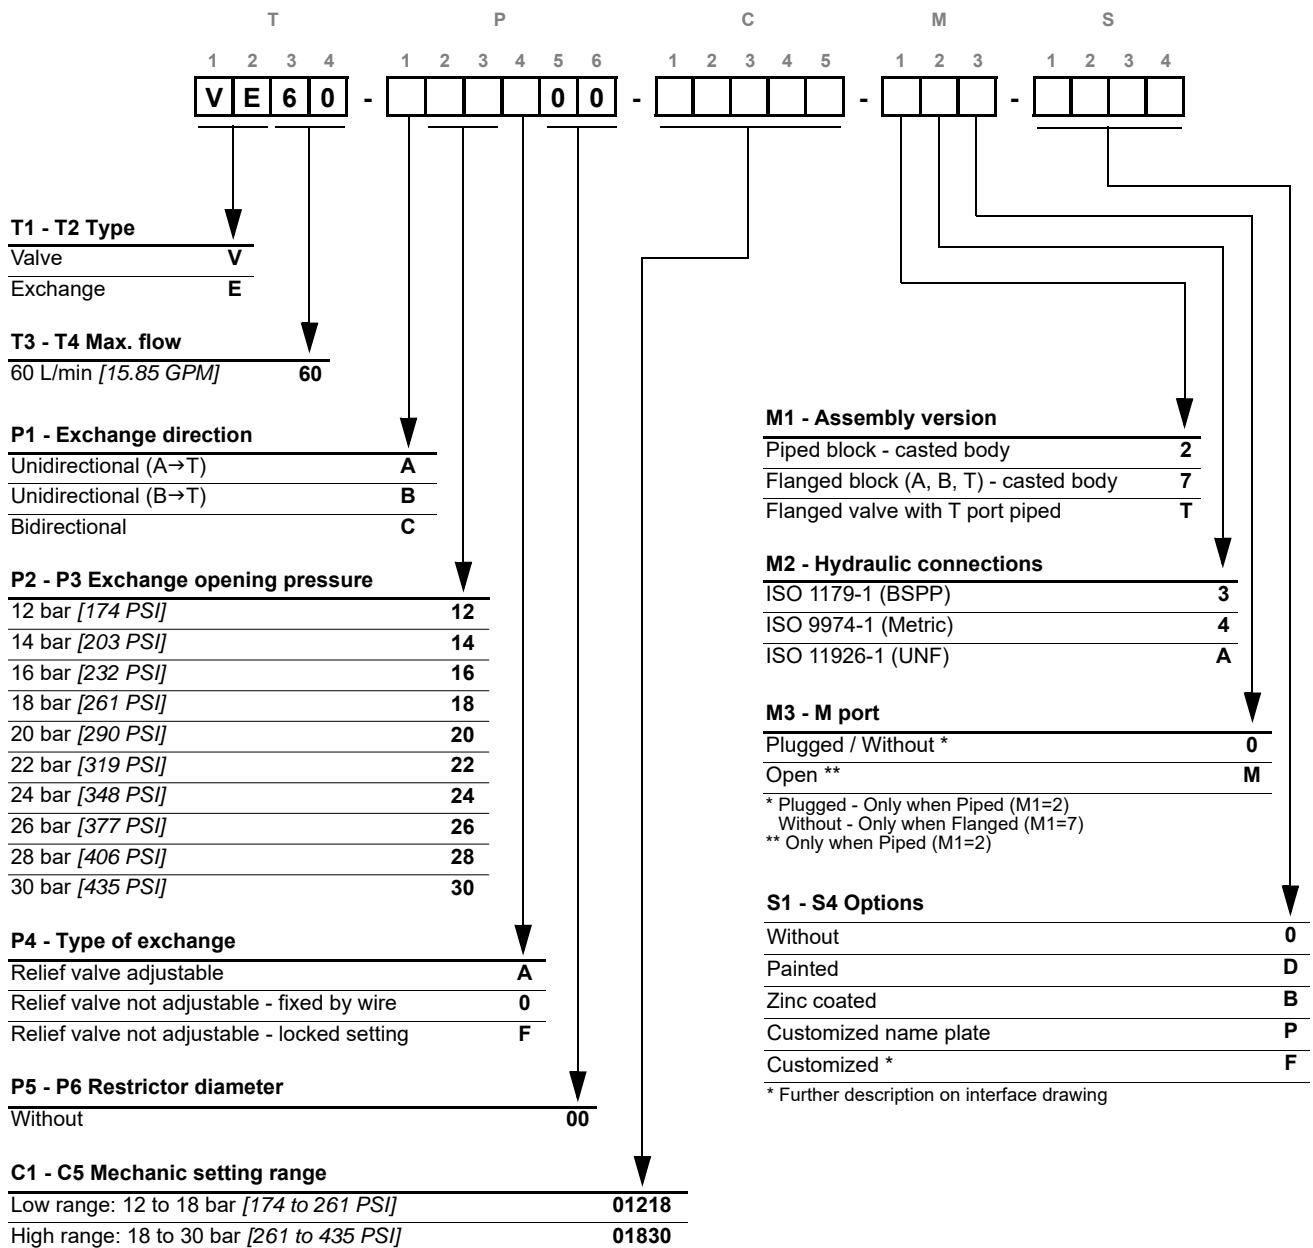 T P C M S
1 2 3 4 1 2 3 4 5 6 1 2 3 4 5 1 2 3 1 2 3 4
V E 6 0 - 0 0 - - -
T1 - T2 Type
Valve V
Exchange E
T3 - T4 Max. flow
60 L/min [15.85 GPM] 60
P1 - Exchange direction
Unidirectional (A→T) A
Unidirectional (B→T) B
Bidirectional C
P2 - P3 Exchange opening pressure
12 bar [174 PSI] 12
14 bar [203 PSI] 14
16 bar [232 PSI] 16
18 bar [261 PSI] 18
20 bar [290 PSI] 20
22 bar [319 PSI] 22
24 bar [348 PSI] 24
26 bar [377 PSI] 26
28 bar [406 PSI] 28
30 bar [435 PSI] 30
P4 - Type of exchange
Relief valve adjustable A
Relief valve not adjustable - fixed by wire 0
Relief valve not adjustable - locked setting F
P5 - P6 Restrictor diameter
Without 00
C1 - C5 Mechanic setting range
Low range: 12 to 18 bar [174 to 261 PSI] 01218
High range: 18 to 30 bar [261 to 435 PSI] 01830
M1 - Assembly version
Piped block - casted body 2
Flanged block (A, B, T) - casted body 7
Flanged valve with T port piped T
M2 - Hydraulic connections
ISO 1179-1 (BSPP) 3
ISO 9974-1 (Metric) 4
ISO 11926-1 (UNF) A
M3 - M port
Plugged / Without * 0
Open ** M
* Plugged - Only when Piped (M1=2)
Without - Only when Flanged (M1=7)
** Only when Piped (M1=2)
S1 - S4 Options
Without 0
Painted D
Zinc coated B
Customized name plate P
Customized * F
* Further description on interface drawing